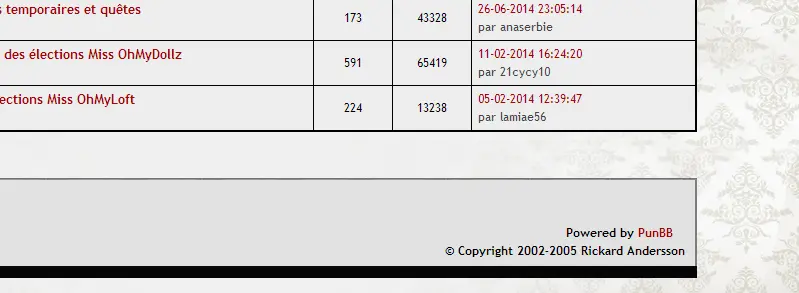 s temporaires et quêtes 173 43328 26-06-2014 23:05:14
par anaserbie
des élections Miss OhMyDollz 591 65419 11-02-2014 16:24:20
par 21cycy10
ections Miss OhMyLoft 224 13238 05-02-2014 12:39:47
par lamiae56
Powered by PunBB
© Copyright 2002-2005 Rickard Andersson